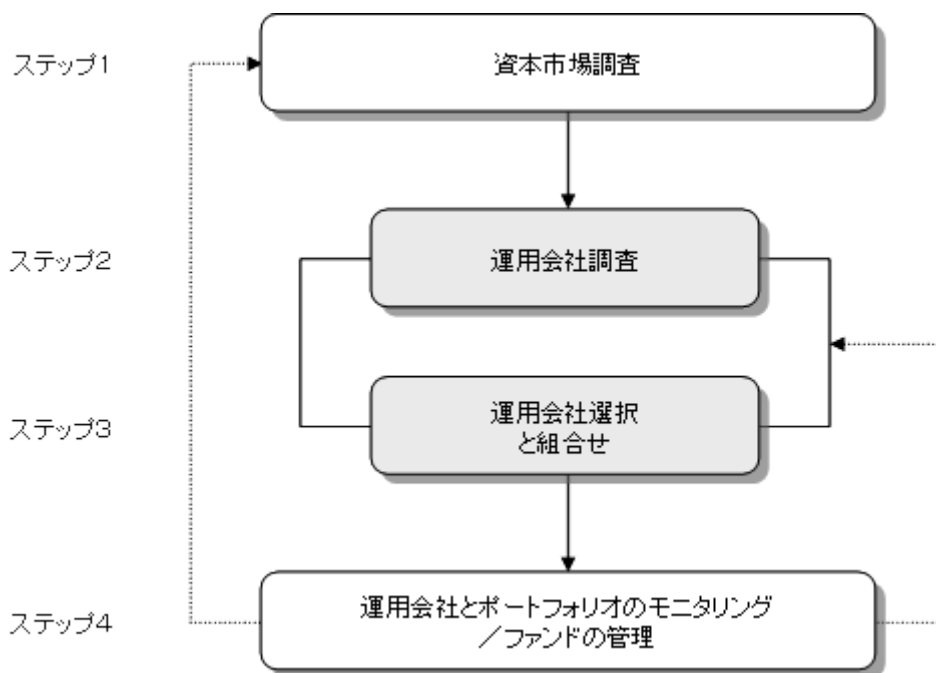 ステップ1
資本市場調査
ステップ2
運用会社調査
ステップ3
運用会社選択
と組合せ
ステップ4
運用会社とポートフォリオのモニタリング
／ファンドの管理